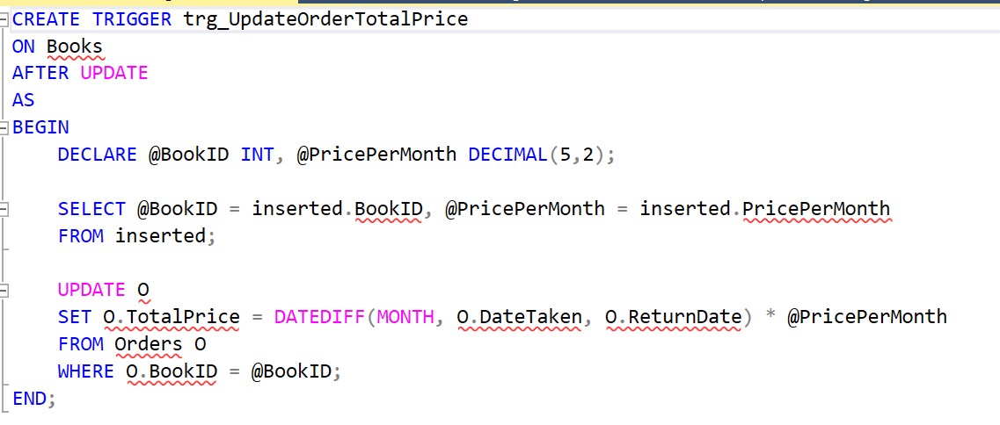 CREATE TRIGGER trg_UpdateOrderTotalPrice
ON Books
AFTER UPDATE
AS
BEGIN
    DECLARE @BookID INT, @PricePerMonth DECIMAL(5,2);

    SELECT @BookID = inserted.BookID, @PricePerMonth = inserted.PricePerMonth
    FROM inserted;

    UPDATE O
    SET O.TotalPrice = DATEDIFF(MONTH, O.DateTaken, O.ReturnDate) * @PricePerMonth
    FROM Orders O
    WHERE O.BookID = @BookID;
END;